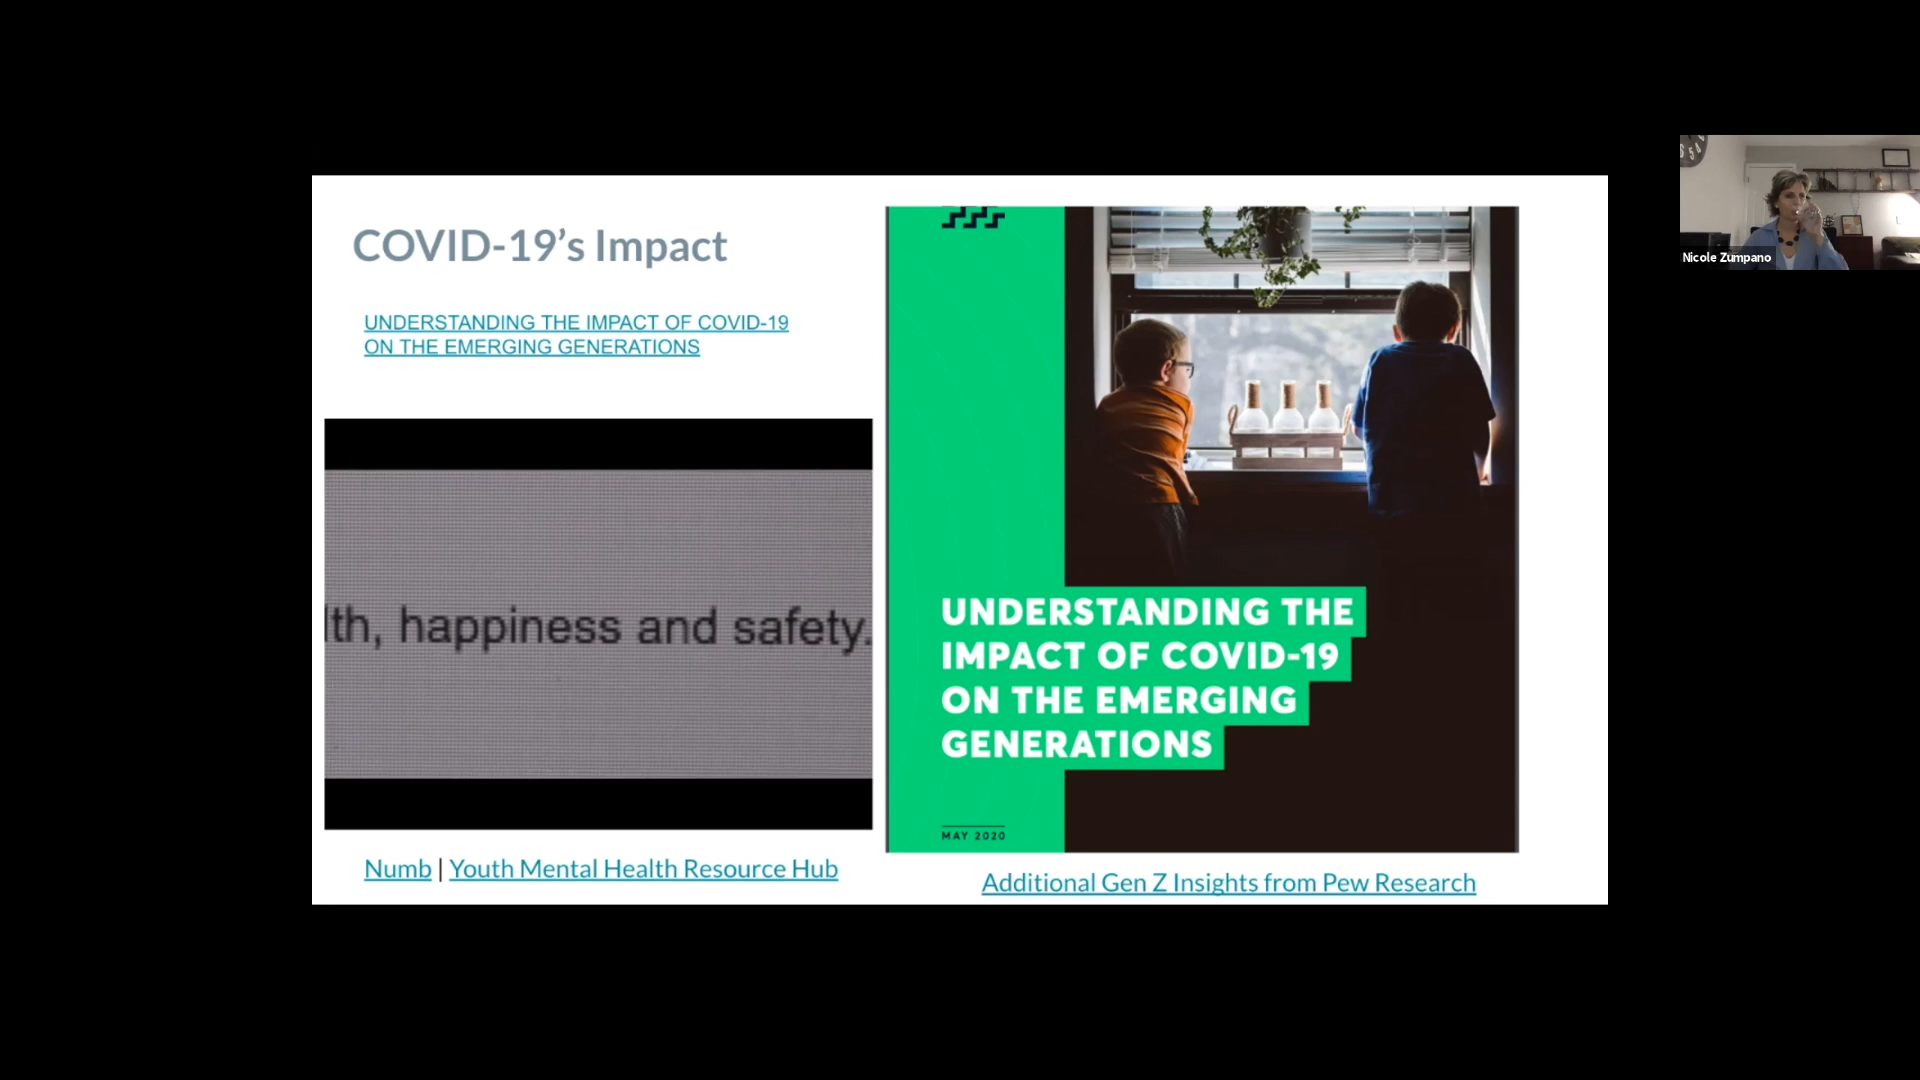 COVID-19’s Impact
UNDERSTANDING THE IMPACT OF COVID-19
ON THE EMERGING GENERATIONS
lth, happiness and safety.
Numb | Youth Mental Health Resource Hub
UNDERSTANDING THE
IMPACT OF COVID-19
ON THE EMERGING
GENERATIONS
MAY 2020
Additional Gen Z Insights from Pew Research
Nicole Zumpano